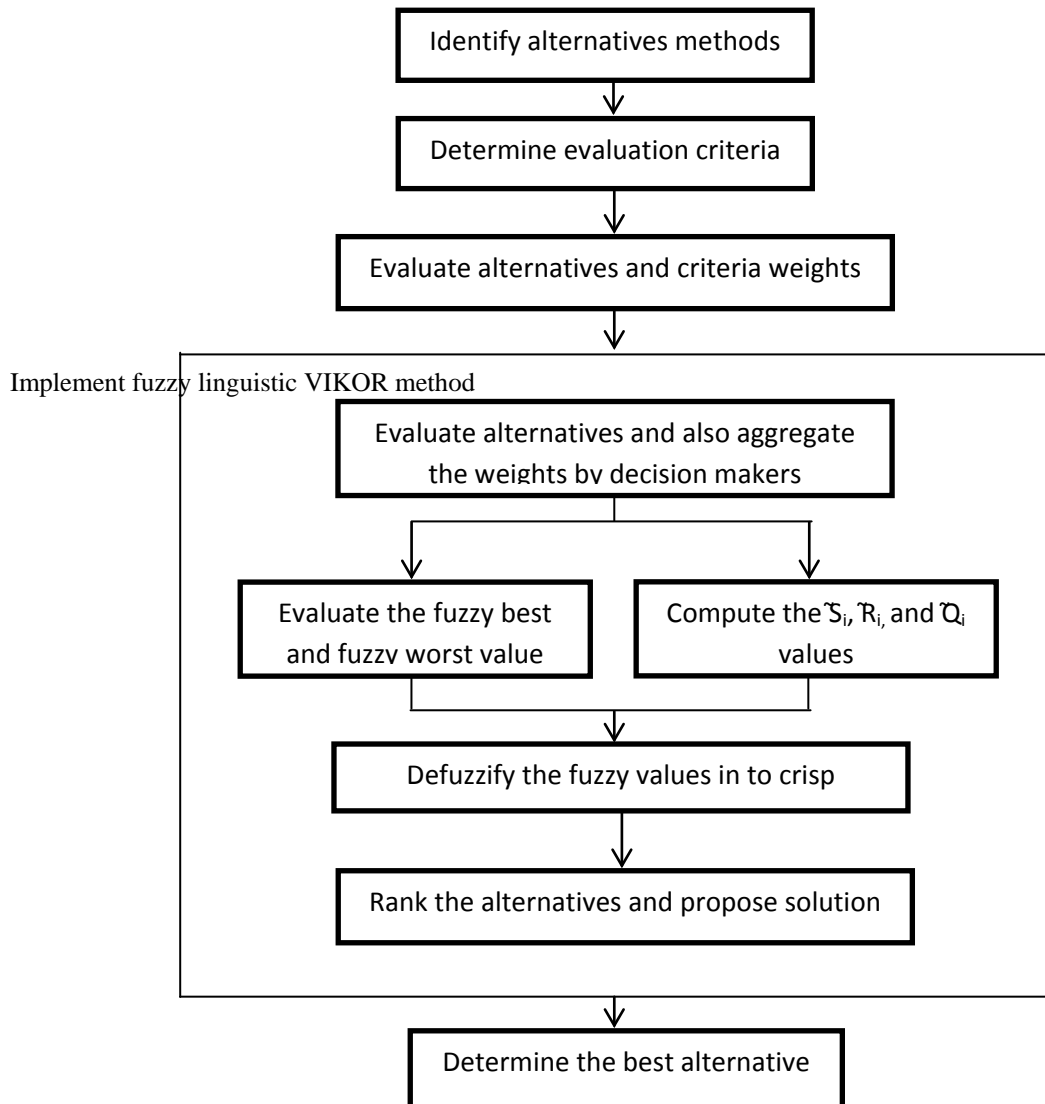 Identify alternatives methods
Determine evaluation criteria
Evaluate alternatives and criteria weights
Implement fuzzy linguistic VIKOR method
Evaluate alternatives and also aggregate
the weights by decision makers
Evaluate the fuzzy best
and fuzzy worst value
Compute the S̃ᵢ, R̃ᵢ, and Q̃ᵢ
values
Defuzzify the fuzzy values in to crisp
Rank the alternatives and propose solution
Determine the best alternative